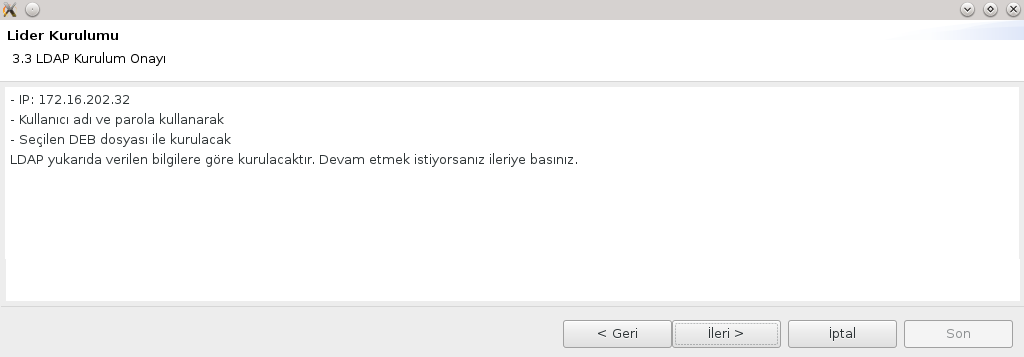 Lider Kurulumu
3.3 LDAP Kurulum Onayı
- IP: 172.16.202.32
- Kullanıcı adı ve parola kullanarak
- Seçilen DEB dosyası ile kurulacak
LDAP yukarıda verilen bilgilere göre kurulacaktır. Devam etmek istiyorsanız ileriye basınız.
< Geri
İleri >
İptal
Son